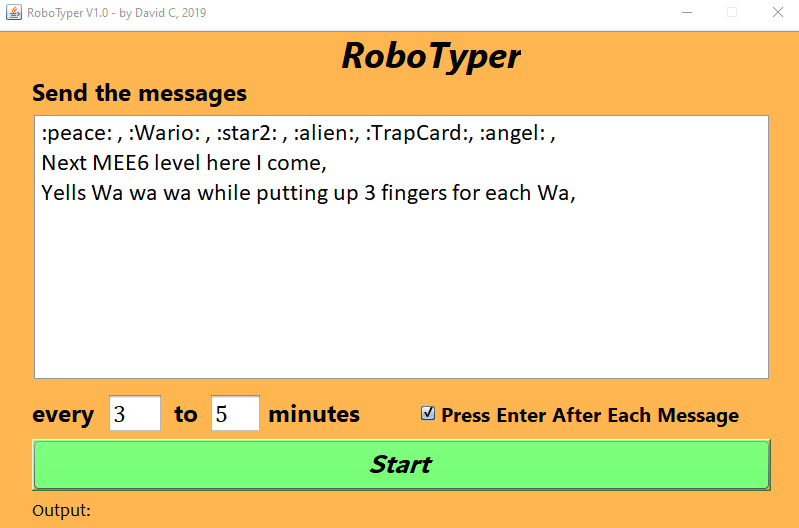 RoboTyper V1.0 - by David C, 2019
RoboTyper
Send the messages
:peace: , :Wario: , :star2: , :alien:, :TrapCard:, :angel: ,
Next MEE6 level here I come,
Yells Wa wa wa while putting up 3 fingers for each Wa,
every 3 to 5 minutes Press Enter After Each Message
Start
Output: